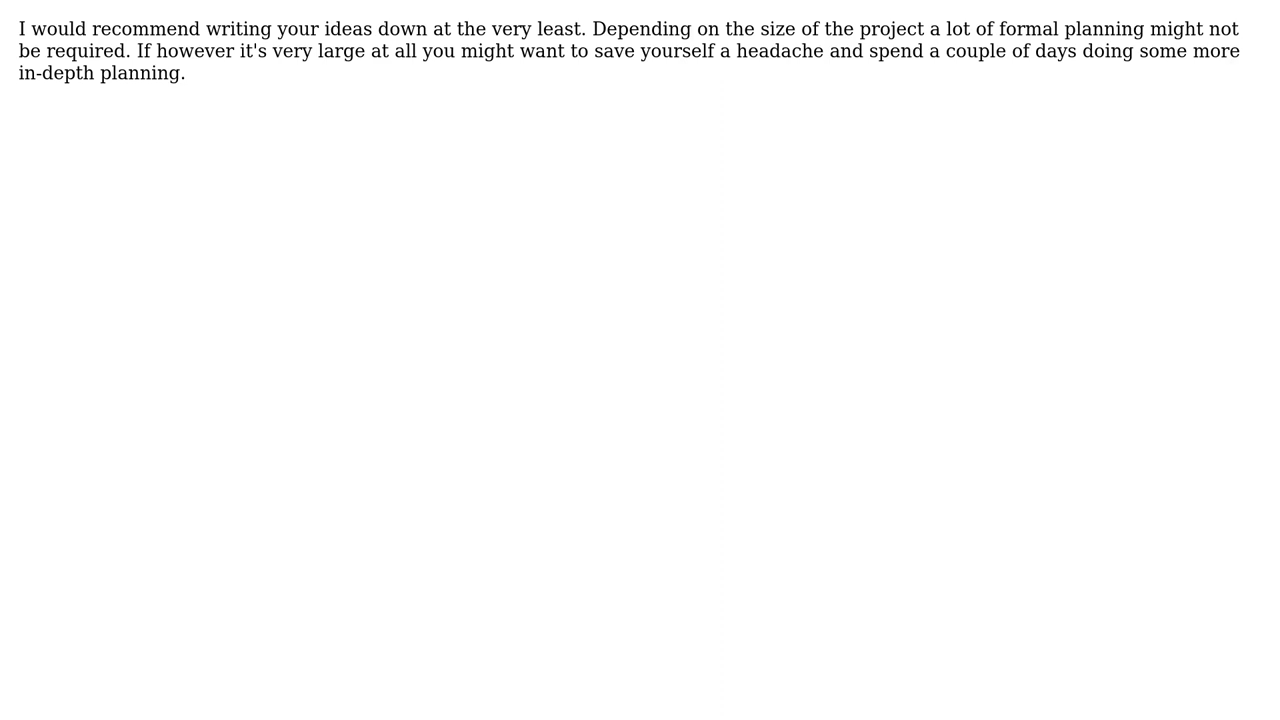 I would recommend writing your ideas down at the very least. Depending on the size of the project a lot of formal planning might not
be required. If however it's very large at all you might want to save yourself a headache and spend a couple of days doing some more
in-depth planning.